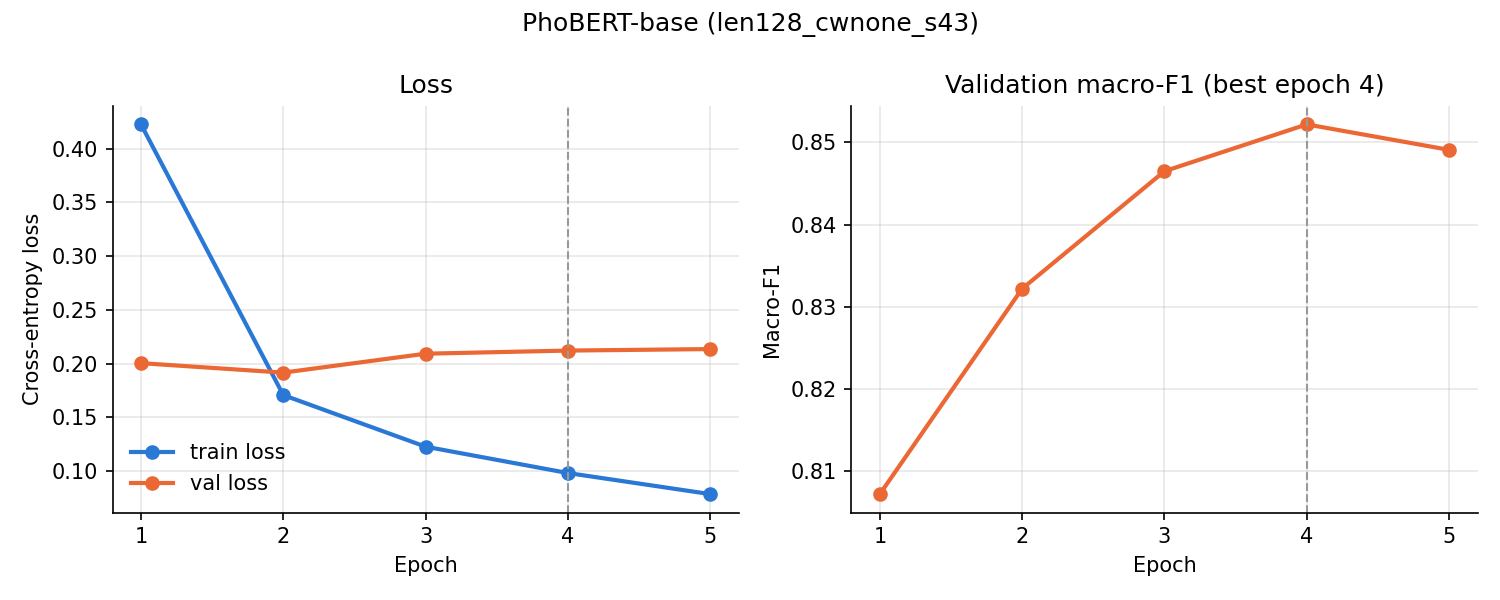 PhoBERT-base (len128_cwnone_s43)
Loss
Cross-entropy loss
0.40
0.35
0.30
0.25
0.20
0.15
0.10
train loss
val loss
1 2 3 4 5
Epoch
Validation macro-F1 (best epoch 4)
Macro-F1
0.85
0.84
0.83
0.82
0.81
1 2 3 4 5
Epoch